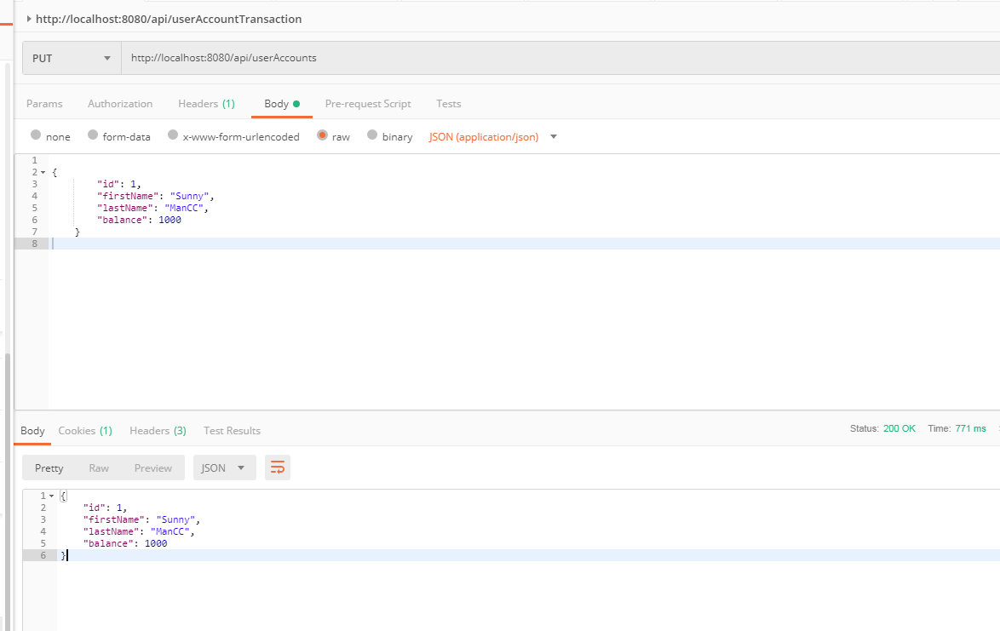 http://localhost:8080/api/userAccountTransaction
PUT http://localhost:8080/api/userAccounts
Params Authorization Headers (1) Body Pre-request Script Tests
none form-data x-www-form-urlencoded raw binary JSON (application/json)
1
2 {
3 "id": 1,
4 "firstName": "Sunny",
5 "lastName": "ManCC",
6 "balance": 1000
7 }
8
Body Cookies (1) Headers (3) Test Results Status: 200 OK Time: 771 ms
Pretty Raw Preview JSON
1 {
2 "id": 1,
3 "firstName": "Sunny",
4 "lastName": "ManCC",
5 "balance": 1000
6 }